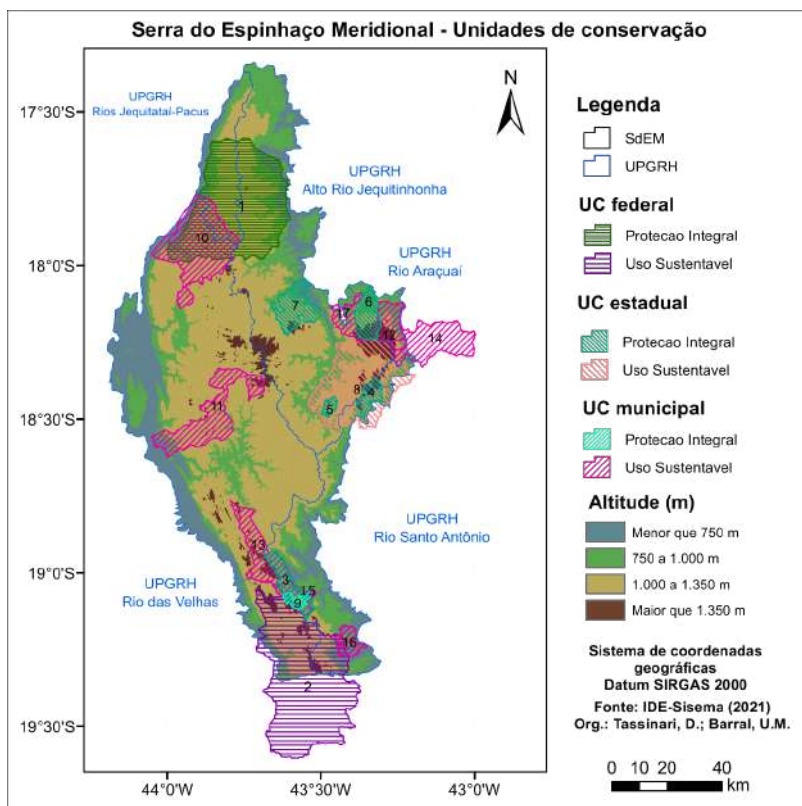 Serra do Espinhaço Meridional - Unidades de conservação
UPGRH
Rios Jequitataí-Pacus
UPGRH
Alto Rio Jequitinhonha
UPGRH
Rio Araçuaí
UPGRH
Rio Santo Antônio
UPGRH
Rio das Velhas
1
10
7
6
17
12
14
8
4
5
11
13
3
15
9
16
2
17°30'S
18°0'S
18°30'S
19°0'S
19°30'S
44°0'W
43°30'W
43°0'W
N
Legenda
SdEM
UPGRH
UC federal
Protecao Integral
Uso Sustentavel
UC estadual
Protecao Integral
Uso Sustentavel
UC municipal
Protecao Integral
Uso Sustentavel
Altitude (m)
Menor que 750 m
750 a 1.000 m
1.000 a 1.350 m
Maior que 1.350 m
Sistema de coordenadas
geográficas
Datum SIRGAS 2000
Fonte: IDE-Sisema (2021)
Org.: Tassinari, D.; Barral, U.M.
0 10 20 40
km